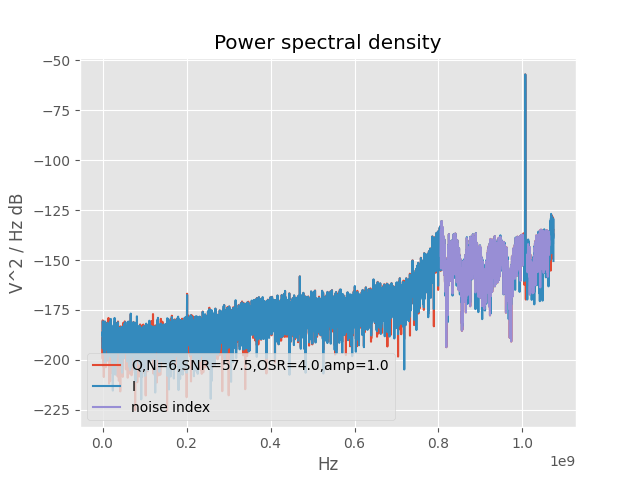 Power spectral density
V^2 / Hz dB
−50
−75
−100
−125
−150
−175
−200
−225
Q,N=6,SNR=57.5,OSR=4.0,amp=1.0
I
noise index
0.0 0.2 0.4 0.6 0.8 1.0
1e9
Hz